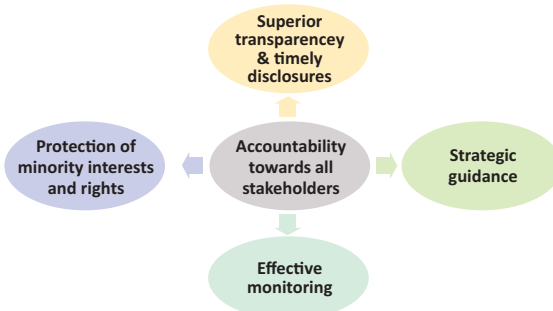 Superior
transparencey
& timely
disclosures
Protection of
minority interests
and rights
Accountability
towards all
stakeholders
Strategic
guidance
Effective
monitoring